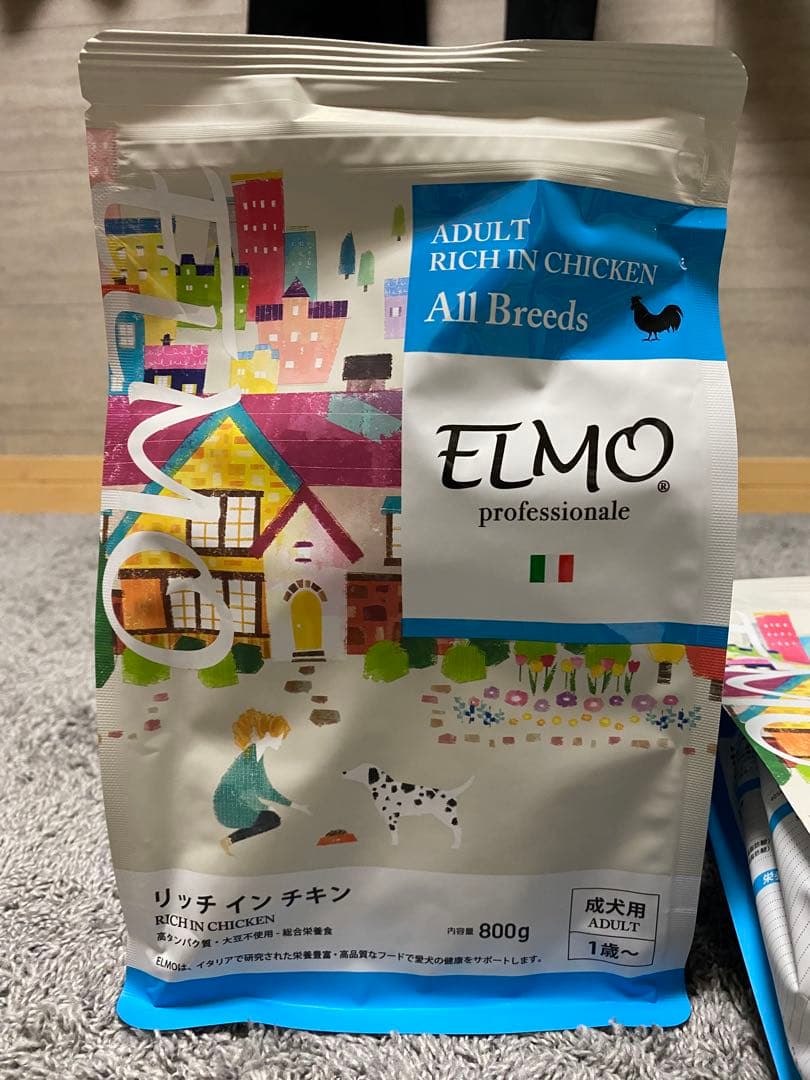 ADULT
RICH IN CHICKEN
All Breeds
ELMO®
professionale
ELMO
リッチ イン チキン
RICH IN CHICKEN
高タンパク質・大豆不使用 - 総合栄養食
内容量 800g
成犬用
ADULT
1歳〜
ELMOは、イタリアで研究された栄養豊富・高品質なフードで愛犬の健康をサポートします。